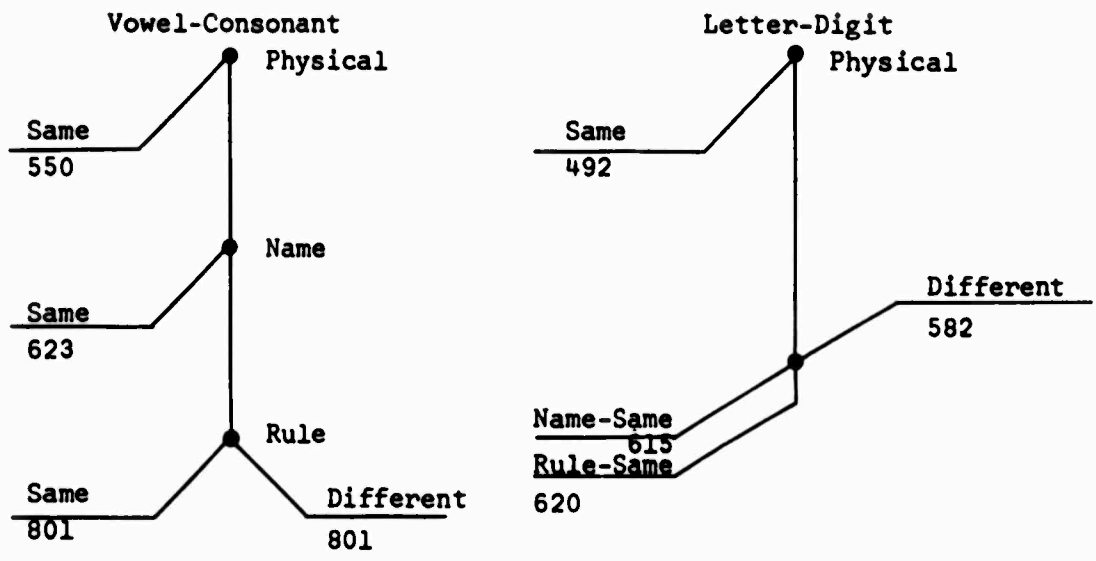 Vowel-Consonant
Physical
Same
550
Name
Same
623
Rule
Same
801
Different
801
Letter-Digit
Physical
Same
492
Different
582
Name-Same
615
Rule-Same
620